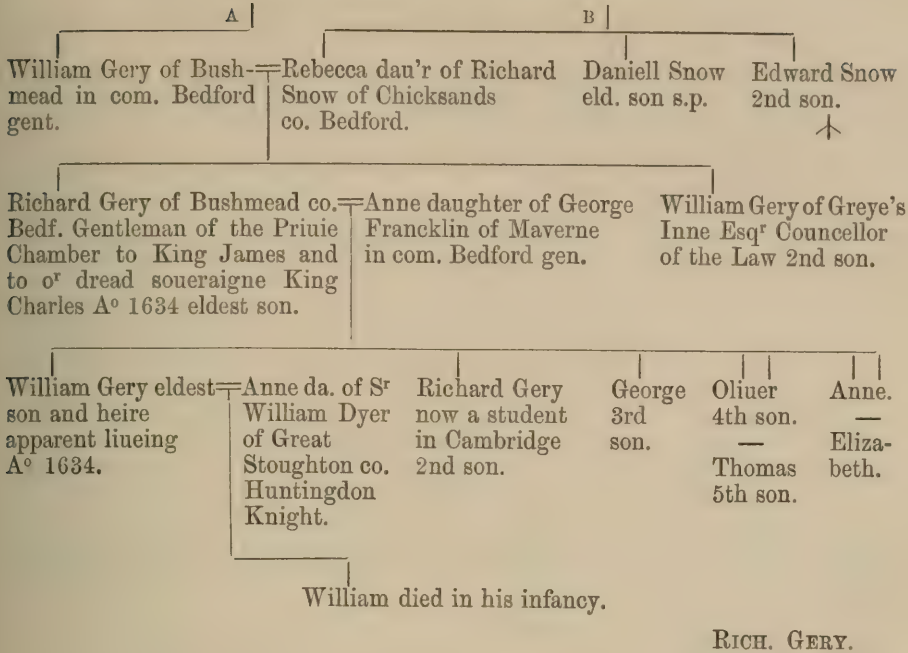 A
B
William Gery of Bush-
mead in com. Bedford
gent.
Rebecca dau'r of Richard
Snow of Chicksands
co. Bedford.
Daniell Snow
eld. son s.p.
Edward Snow
2nd son.
Richard Gery of Bushmead co.
Bedf. Gentleman of the Priuie
Chamber to King James and
to oʳ dread soueraigne King
Charles Aº 1634 eldest son.
Anne daughter of George
Francklin of Maverne
in com. Bedford gen.
William Gery of Greye's
Inne Esqʳ Councellor
of the Law 2nd son.
William Gery eldest
son and heire
apparent liueing
Aº 1634.
Anne da. of Sʳ
William Dyer
of Great
Stoughton co.
Huntingdon
Knight.
Richard Gery
now a student
in Cambridge
2nd son.
George
3rd
son.
Oliuer
4th son.
—
Thomas
5th son.
Anne.
—
Eliza-
beth.
William died in his infancy.
RICH. GERY.